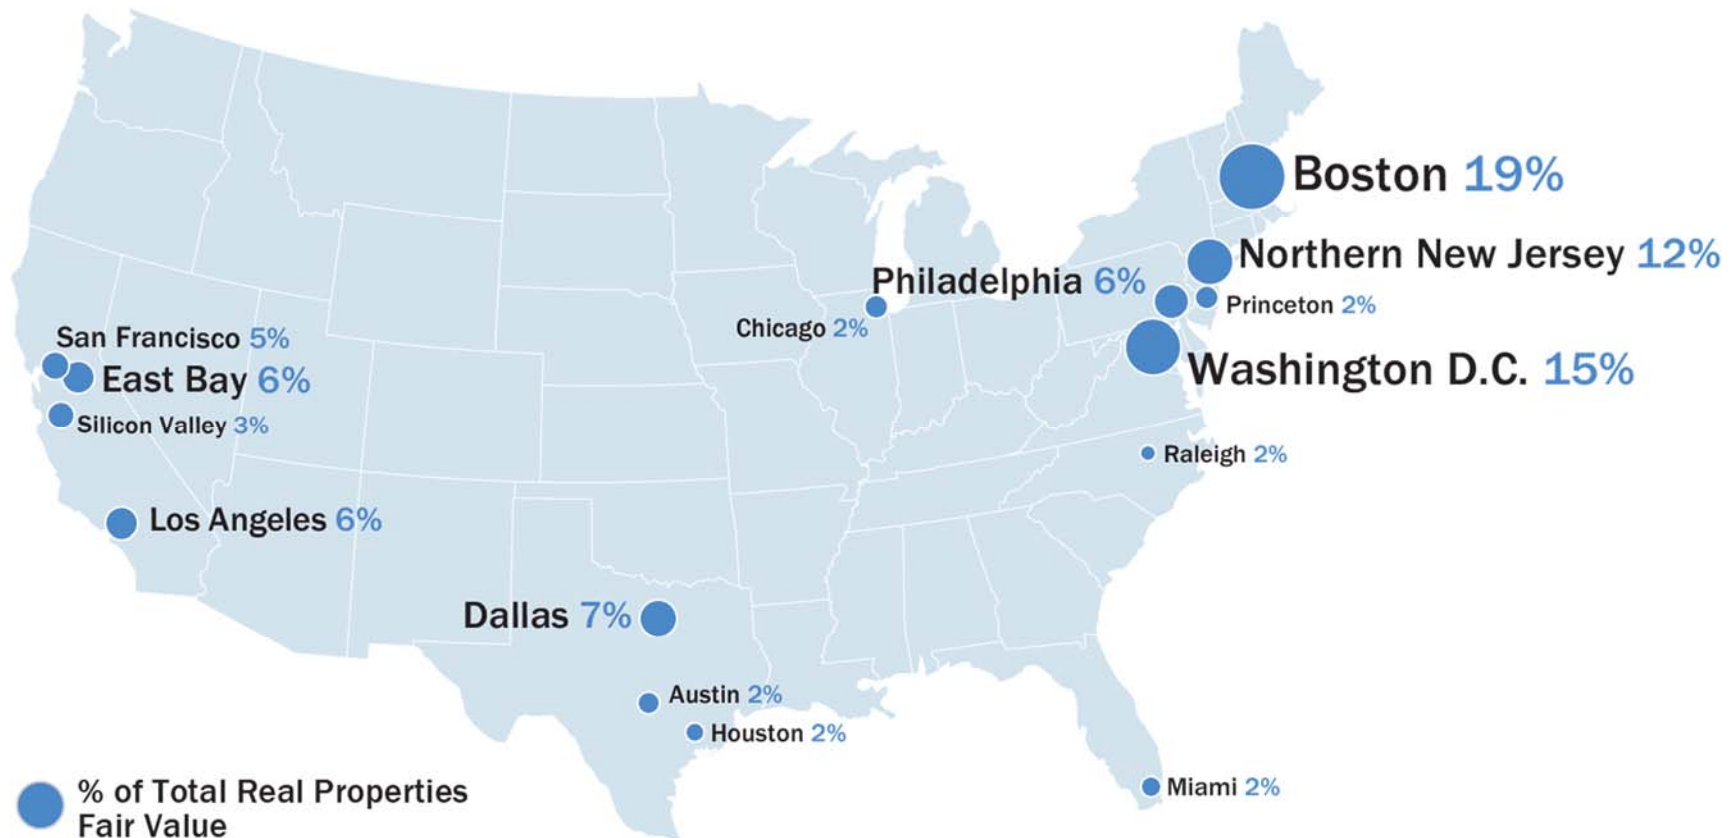 Boston 19%
Northern New Jersey 12%
Philadelphia 6%
Princeton 2%
Chicago 2%
San Francisco 5%
East Bay 6%
Washington D.C. 15%
Silicon Valley 3%
Raleigh 2%
Los Angeles 6%
Dallas 7%
Austin 2%
Houston 2%
Miami 2%
% of Total Real Properties
Fair Value